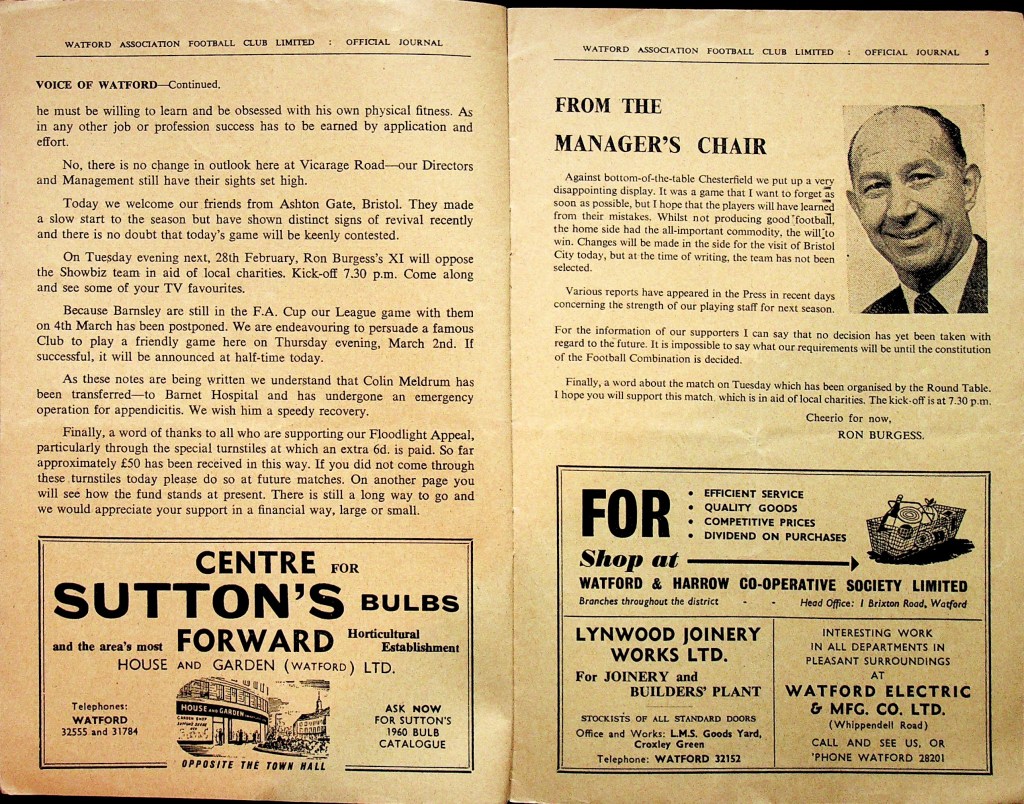 WATFORD ASSOCIATION FOOTBALL CLUB LIMITED : OFFICIAL JOURNAL
VOICE OF WATFORD—Continued.
he must be willing to learn and be obsessed with his own physical fitness. As
in any other job or profession success has to be earned by application and
effort.
No, there is no change in outlook here at Vicarage Road—our Directors
and Management still have their sights set high.
Today we welcome our friends from Ashton Gate, Bristol. They made
a slow start to the season but have shown distinct signs of revival recently
and there is no doubt that today's game will be keenly contested.
On Tuesday evening next, 28th February, Ron Burgess's XI will oppose
the Showbiz team in aid of local charities. Kick-off 7.30 p.m. Come along
and see some of your TV favourites.
Because Barnsley are still in the F.A. Cup our League game with them
on 4th March has been postponed. We are endeavouring to persuade a famous
Club to play a friendly game here on Thursday evening, March 2nd. If
successful, it will be announced at half-time today.
As these notes are being written we understand that Colin Meldrum has
been transferred—to Barnet Hospital and has undergone an emergency
operation for appendicitis. We wish him a speedy recovery.
Finally, a word of thanks to all who are supporting our Floodlight Appeal,
particularly through the special turnstiles at which an extra 6d. is paid. So far
approximately £50 has been received in this way. If you did not come through
these turnstiles today please do so at future matches. On another page you
will see how the fund stands at present. There is still a long way to go and
we would appreciate your support in a financial way, large or small.
CENTRE FOR
SUTTON'S BULBS
and the area's most FORWARD Horticultural Establishment
HOUSE AND GARDEN (WATFORD) LTD.
Telephones:
WATFORD
32555 and 31784
HOUSE AND GARDEN
GARDEN SHOP
ASK NOW
FOR SUTTON'S
1960 BULB
CATALOGUE
OPPOSITE THE TOWN HALL
WATFORD ASSOCIATION FOOTBALL CLUB LIMITED : OFFICIAL JOURNAL 3
FROM THE
MANAGER'S CHAIR
Against bottom-of-the-table Chesterfield we put up a very
disappointing display. It was a game that I want to forget as
soon as possible, but I hope that the players will have learned
from their mistakes. Whilst not producing good football,
the home side had the all-important commodity, the will to
win. Changes will be made in the side for the visit of Bristol
City today, but at the time of writing, the team has not been
selected.
Various reports have appeared in the Press in recent days
concerning the strength of our playing staff for next season.
For the information of our supporters I can say that no decision has yet been taken with
regard to the future. It is impossible to say what our requirements will be until the constitution
of the Football Combination is decided.
Finally, a word about the match on Tuesday which has been organised by the Round Table.
I hope you will support this match which is in aid of local charities. The kick-off is at 7.30 p.m.
Cheerio for now,
RON BURGESS.
FOR
• EFFICIENT SERVICE
• QUALITY GOODS
• COMPETITIVE PRICES
• DIVIDEND ON PURCHASES
Shop at
WATFORD & HARROW CO-OPERATIVE SOCIETY LIMITED
Branches throughout the district - - Head Office: 1 Brixton Road, Watford
LYNWOOD JOINERY
WORKS LTD.
For JOINERY and
BUILDERS' PLANT
STOCKISTS OF ALL STANDARD DOORS
Office and Works: L.M.S. Goods Yard,
Croxley Green
Telephone: WATFORD 32152
INTERESTING WORK
IN ALL DEPARTMENTS IN
PLEASANT SURROUNDINGS
AT
WATFORD ELECTRIC
& MFG. CO. LTD.
(Whippendell Road)
CALL AND SEE US, OR
'PHONE WATFORD 28201